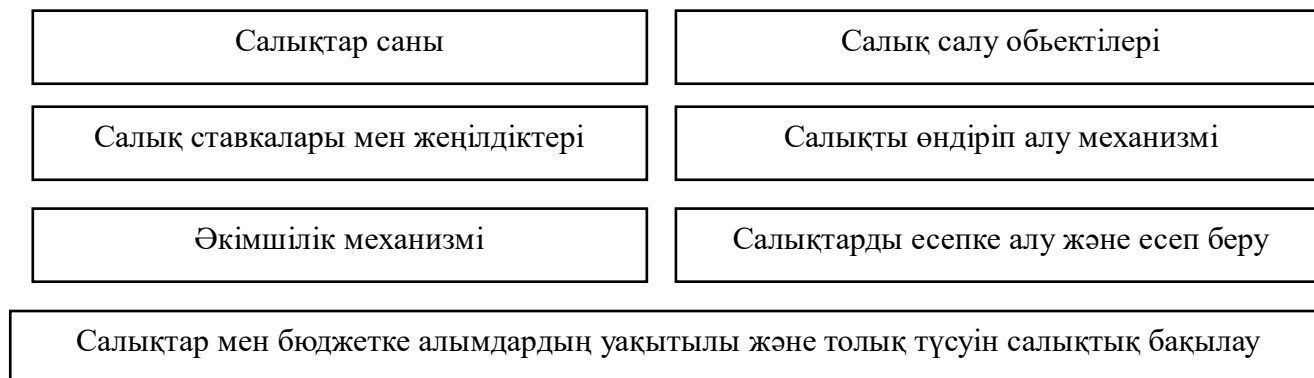 Салықтар саны
Салық салу обьектілері
Салық ставкалары мен жеңілдіктері
Салықты өндіріп алу механизмі
Әкімшілік механизмі
Салықтарды есепке алу және есеп беру
Салықтар мен бюджетке алымдардың уақытылы және толық түсуін салықтық бақылау